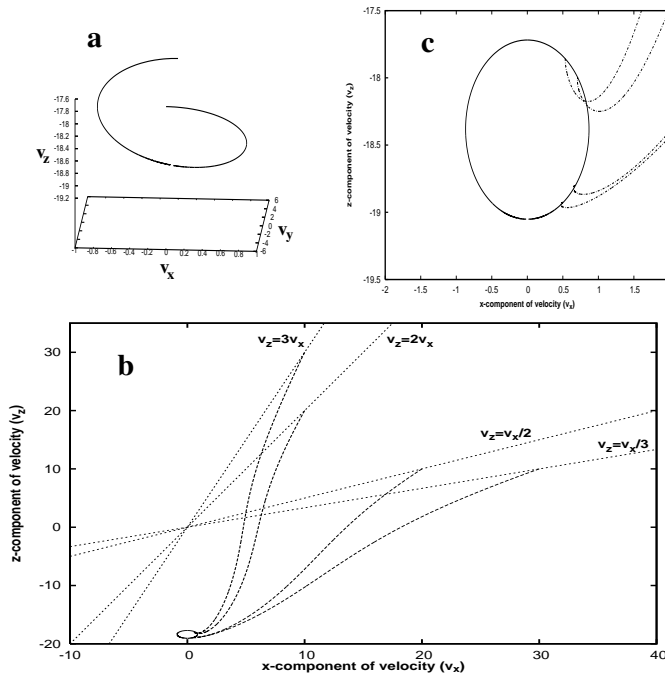 a
-17.6
-17.8
-18
-18.2
-18.4
-18.6
-18.8
-19
-19.2
v_z
-1 -0.8 -0.6 -0.4 -0.2 0 0.2 0.4 0.6 0.8 1
v_x
6
4
2
0
-2
-4
-6
v_y
c
-17.5
-18
-18.5
-19
-19.5
z-component of velocity (v_z)
-2 -1.5 -1 -0.5 0 0.5 1 1.5 2
x-component of velocity (v_x)
b
v_z=3v_x
v_z=2v_x
v_z=v_x/2
v_z=v_x/3
30
20
10
0
-10
-20
z-component of velocity (v_z)
-10 0 10 20 30 40
x-component of velocity (v_x)